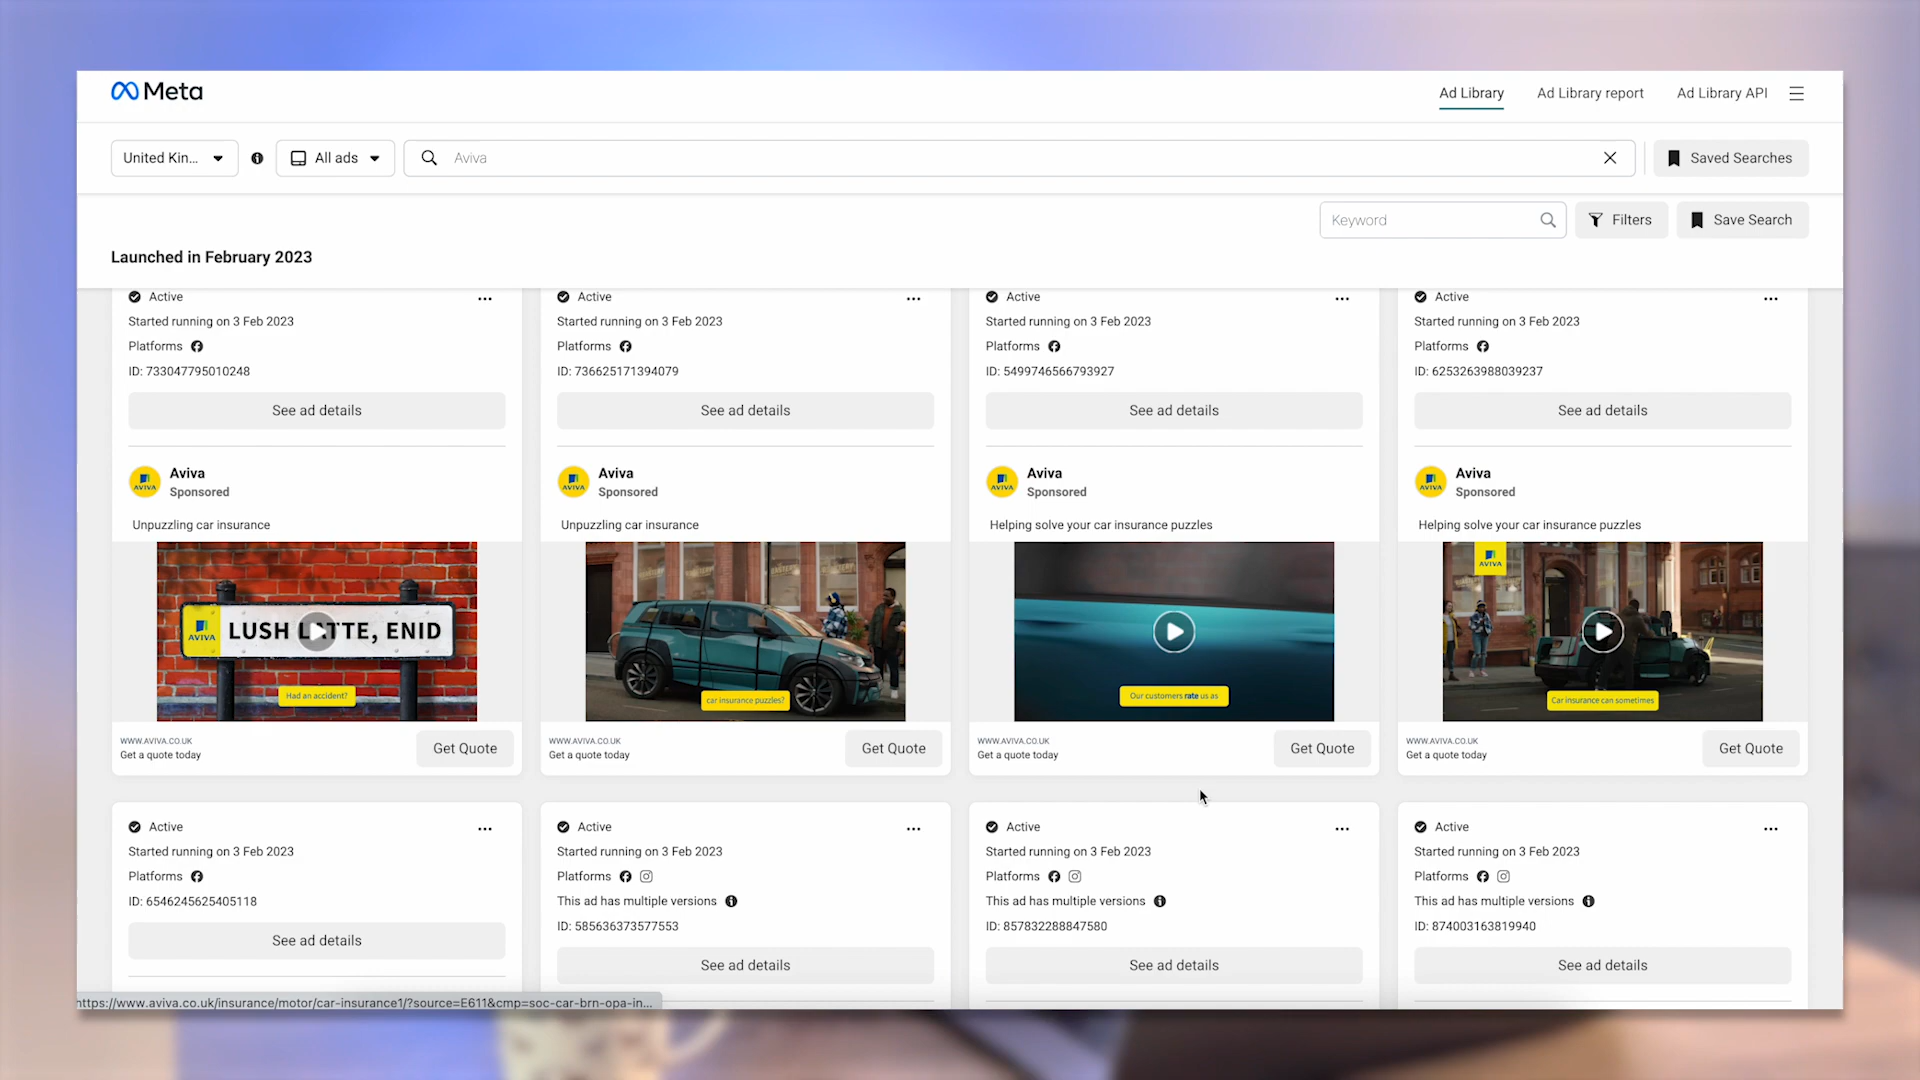 Meta
Ad Library
Ad Library report
Ad Library API
United Kin...
All ads
Aviva
Saved Searches
Keyword
Filters
Save Search
Launched in February 2023
Active
Started running on 3 Feb 2023
Platforms
ID: 733047795010248
See ad details
Aviva
Sponsored
Unpuzzling car insurance
AVIVA
AVIVA
LUSH L TTE, ENID
Had an accident?
WWW.AVIVA.CO.UK
Get a quote today
Get Quote
Active
Started running on 3 Feb 2023
Platforms
ID: 736625171394079
See ad details
Aviva
Sponsored
AVIVA
Unpuzzling car insurance
car insurance puzzles?
WWW.AVIVA.CO.UK
Get a quote today
Get Quote
Active
Started running on 3 Feb 2023
Platforms
ID: 5499746566793927
See ad details
Aviva
Sponsored
AVIVA
Helping solve your car insurance puzzles
Our customers rate us as
WWW.AVIVA.CO.UK
Get a quote today
Get Quote
Active
Started running on 3 Feb 2023
Platforms
ID: 6253263988039237
See ad details
Aviva
Sponsored
AVIVA
Helping solve your car insurance puzzles
AVIVA
Car insurance can sometimes
WWW.AVIVA.CO.UK
Get a quote today
Get Quote
Active
Started running on 3 Feb 2023
Platforms
ID: 6546245625405118
See ad details
Active
Started running on 3 Feb 2023
Platforms
This ad has multiple versions
ID: 585636373577553
See ad details
Active
Started running on 3 Feb 2023
Platforms
This ad has multiple versions
ID: 857832288847580
See ad details
Active
Started running on 3 Feb 2023
Platforms
This ad has multiple versions
ID: 874003163819940
See ad details
https://www.aviva.co.uk/insurance/motor/car-insurance1/?source=E611&cmp=soc-car-brn-opa-in...